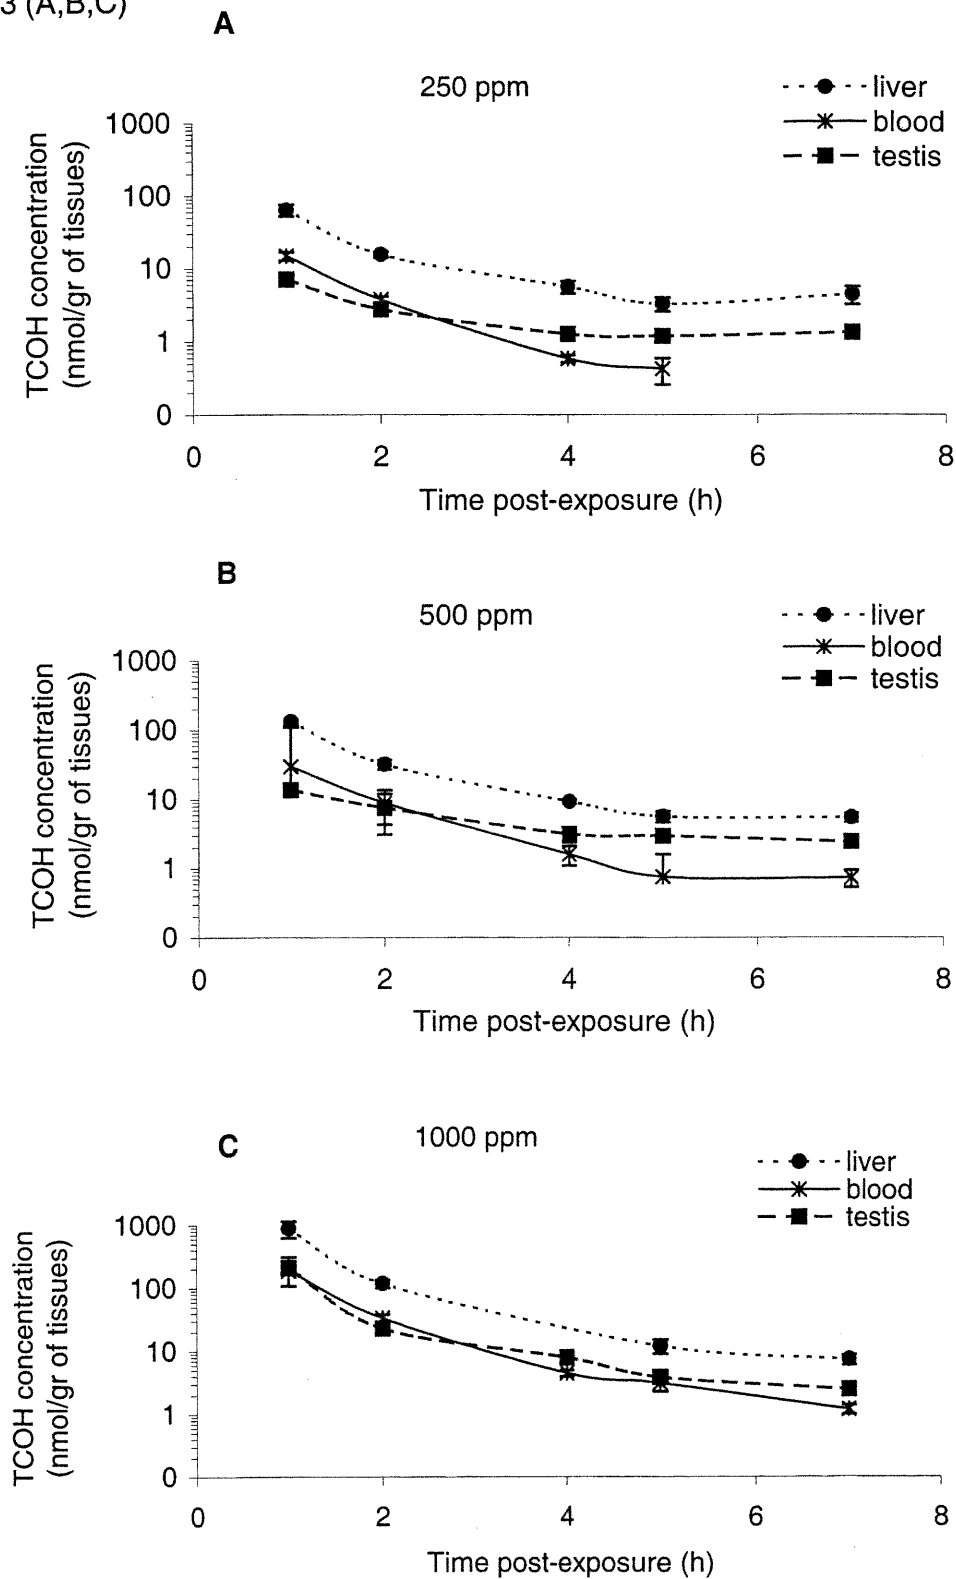 3 (A,B,C)
A
250 ppm
liver
blood
testis
TCOH concentration
(nmol/gr of tissues)
1000
100
10
1
0
0 2 4 6 8
Time post-exposure (h)
B
500 ppm
liver
blood
testis
TCOH concentration
(nmol/gr of tissues)
1000
100
10
1
0
0 2 4 6 8
Time post-exposure (h)
C
1000 ppm
liver
blood
testis
TCOH concentration
(nmol/gr of tissues)
1000
100
10
1
0
0 2 4 6 8
Time post-exposure (h)